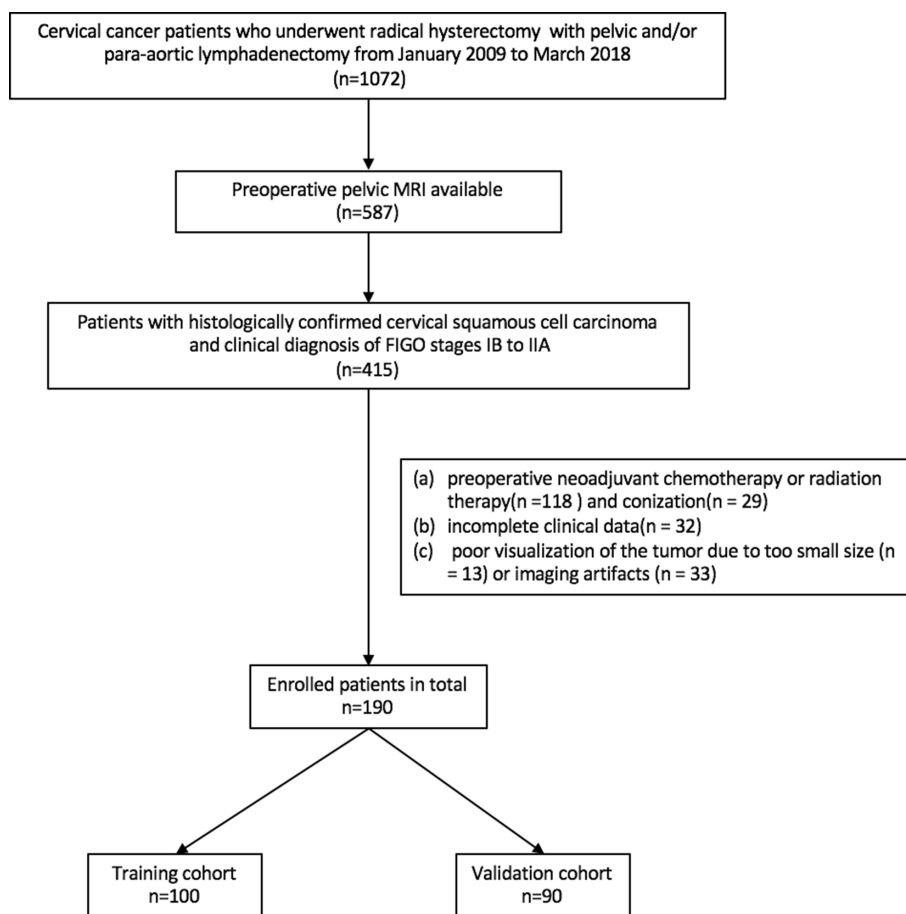 Cervical cancer patients who underwent radical hysterectomy with pelvic and/or
para-aortic lymphadenectomy from January 2009 to March 2018
(n=1072)
Preoperative pelvic MRI available
(n=587)
Patients with histologically confirmed cervical squamous cell carcinoma
and clinical diagnosis of FIGO stages IB to IIA
(n=415)
(a) preoperative neoadjuvant chemotherapy or radiation
therapy(n =118 ) and conization(n = 29)
(b) incomplete clinical data(n = 32)
(c) poor visualization of the tumor due to too small size (n
= 13) or imaging artifacts (n = 33)
Enrolled patients in total
n=190
Training cohort
n=100
Validation cohort
n=90